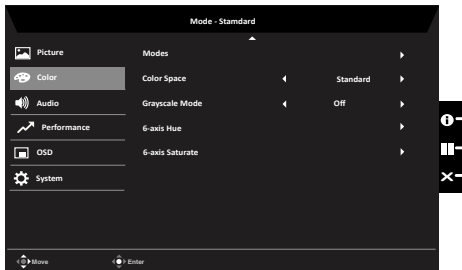 Mode - Standard
Picture
Modes
Color
Color Space Standard
Audio
Grayscale Mode Off
Performance
6-axis Hue
OSD
6-axis Saturate
System
Move Enter